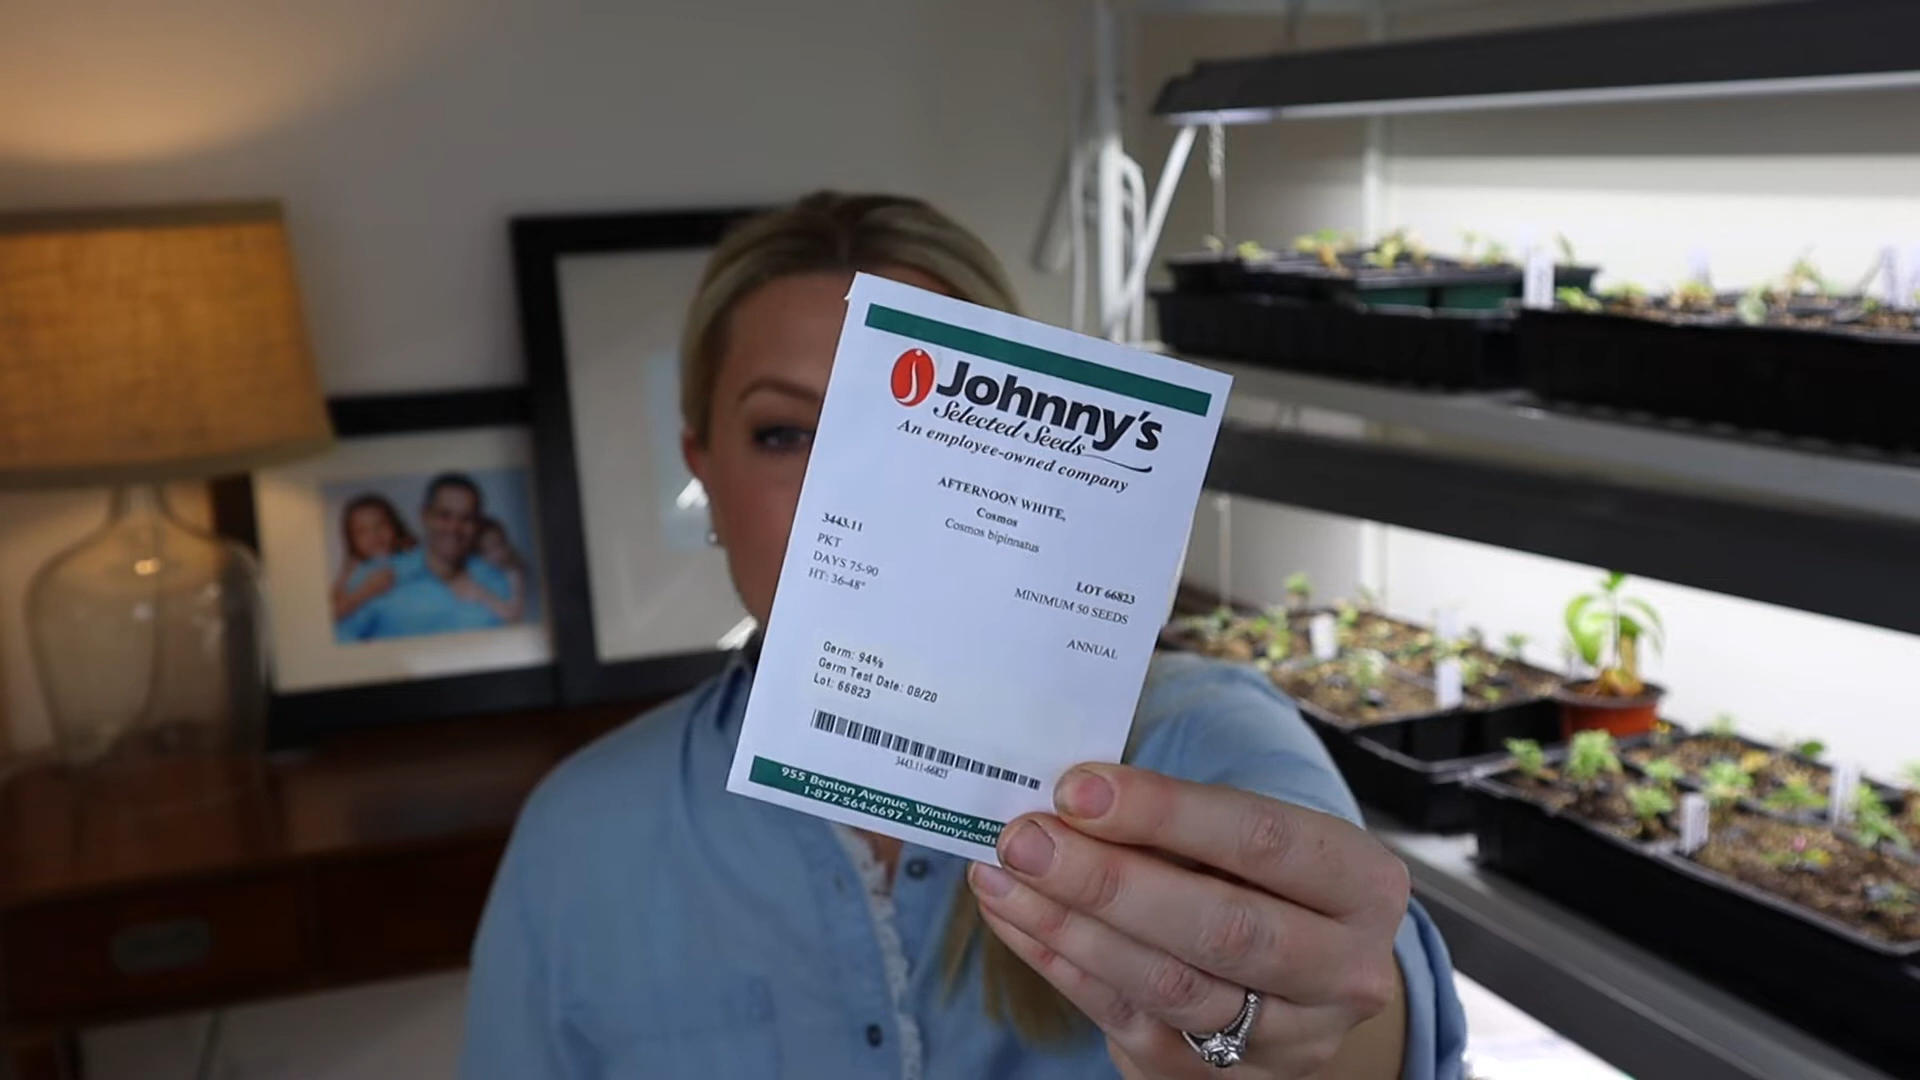 Johnny's
Selected Seeds
An employee-owned company
AFTERNOON WHITE,
Cosmos
Cosmos bipinnatus
3443.11
PKT
DAYS 75-90
HT: 36-48"
LOT 66823
MINIMUM 50 SEEDS
ANNUAL
Germ: 94%
Germ Test Date: 08/20
Lot: 66823
3443.11-66823
955 Benton Avenue, Winslow,
1-877-564-6697 • Johnnyseeds